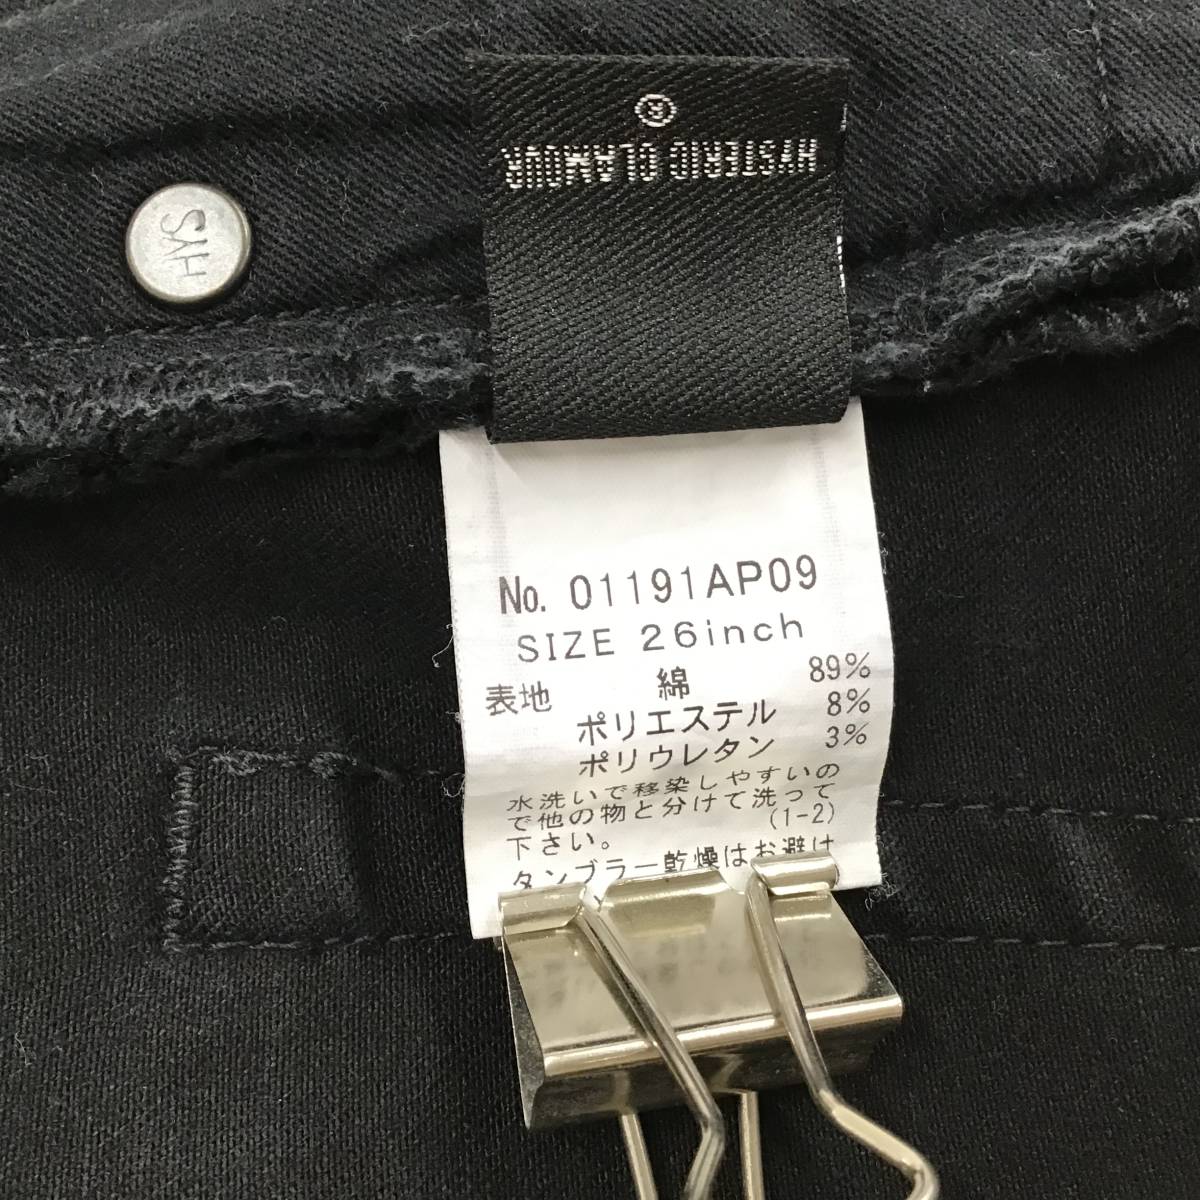 HYS
®
HYSTERIC GLAMOUR
No. 01191AP09
SIZE 26inch
表地 綿 89%
ポリエステル 8%
ポリウレタン 3%
水洗いで移染しやすいの
で他の物と分けて洗って
下さい。 (1-2)
タンブラー乾燥はお避け